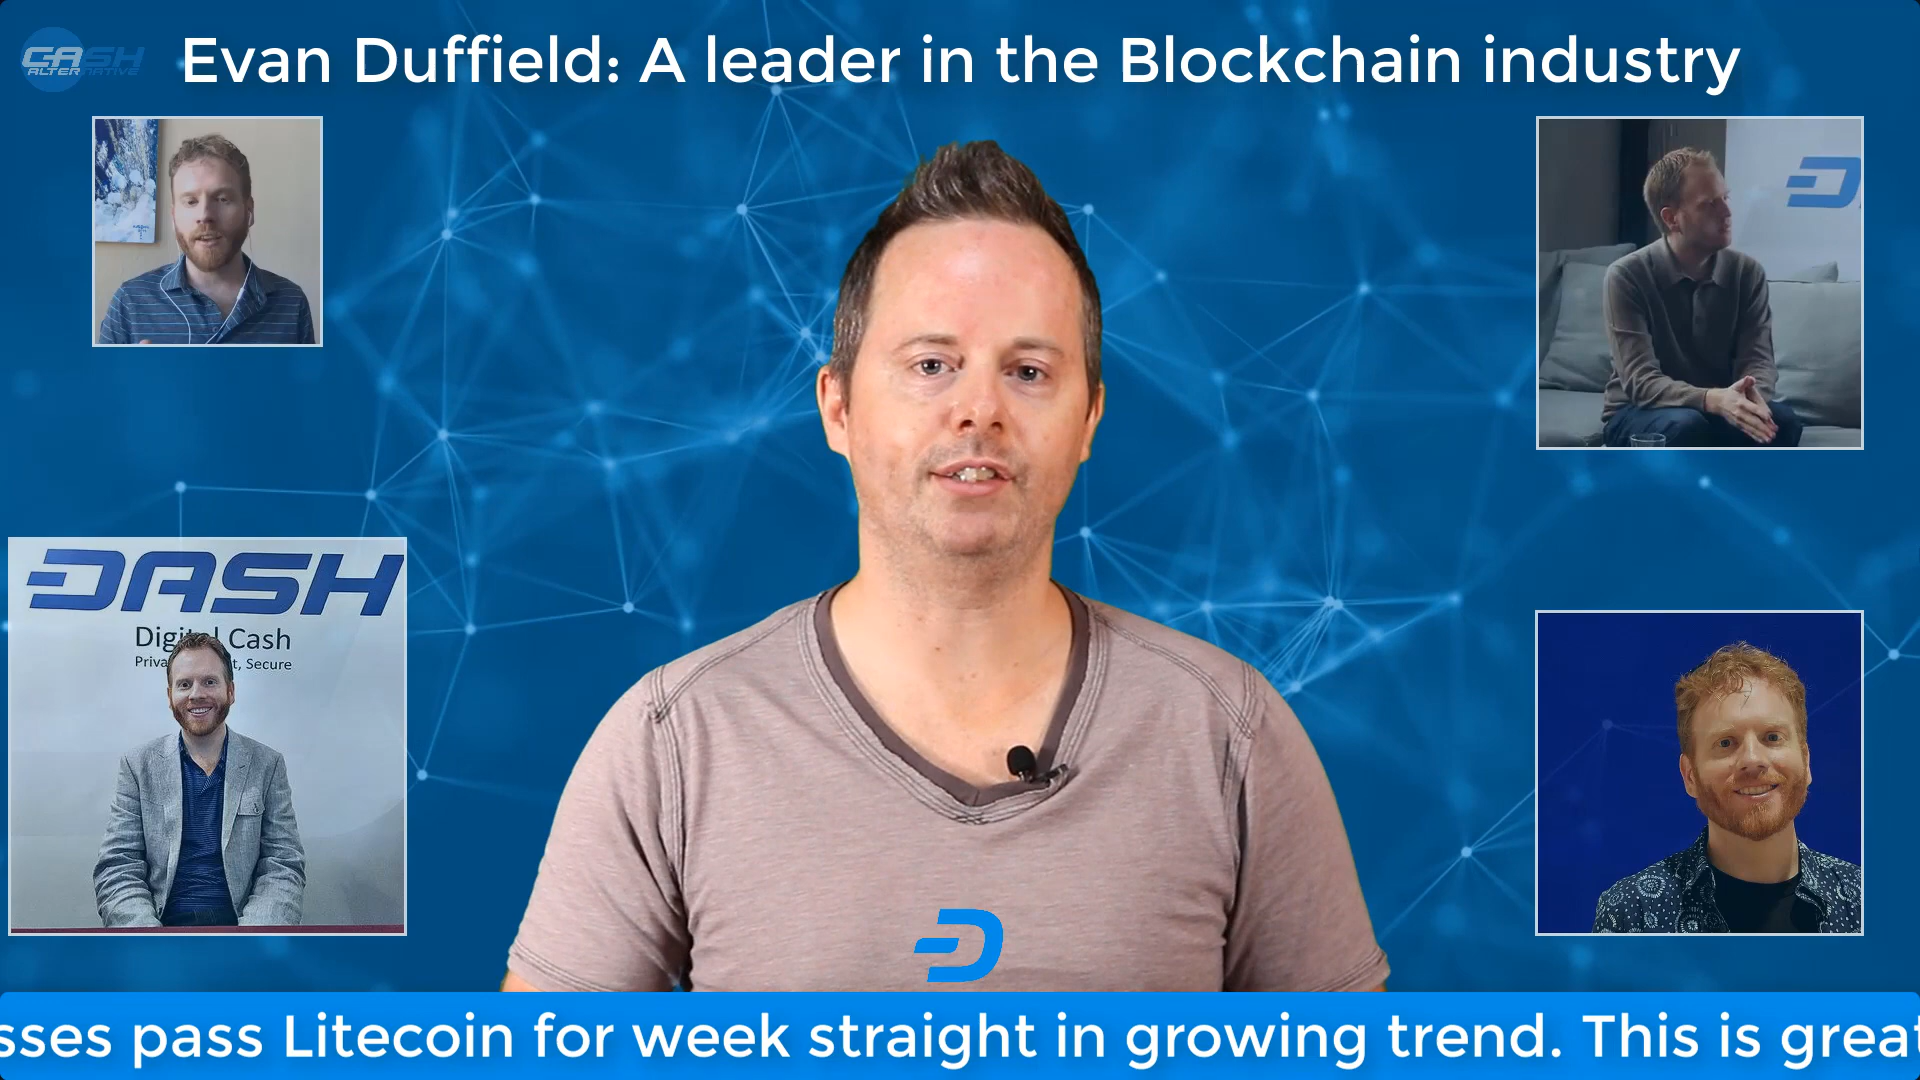 CASH
ALTERNATIVE
Evan Duffield: A leader in the Blockchain industry
DASH
Cash
t, Secure
sses pass Litecoin for week straight in growing trend. This is great